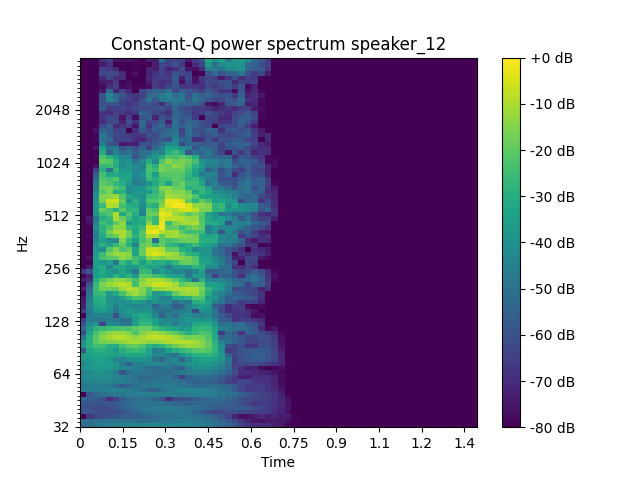 Constant-Q power spectrum speaker_12
Hz
2048
1024
512
256
128
64
32
0 0.15 0.3 0.45 0.6 0.75 0.9 1.1 1.2 1.4
Time
+0 dB
-10 dB
-20 dB
-30 dB
-40 dB
-50 dB
-60 dB
-70 dB
-80 dB